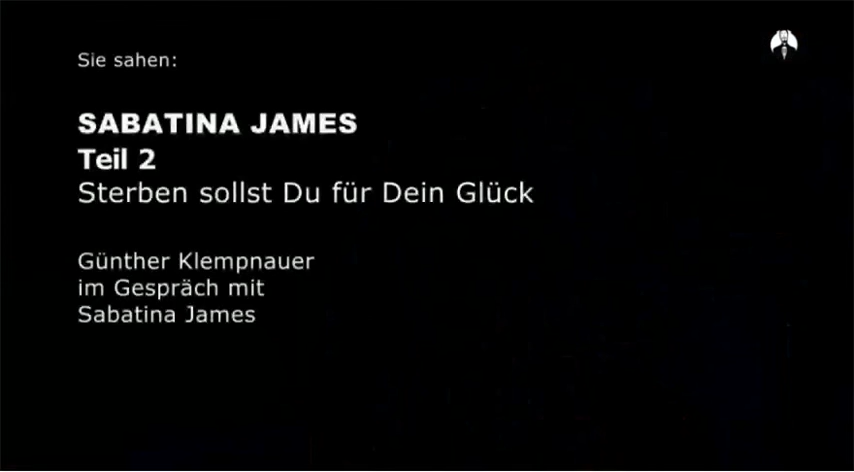 Sie sahen:
SABATINA JAMES
Teil 2
Sterben sollst Du für Dein Glück
Günther Klempnauer
im Gespräch mit
Sabatina James